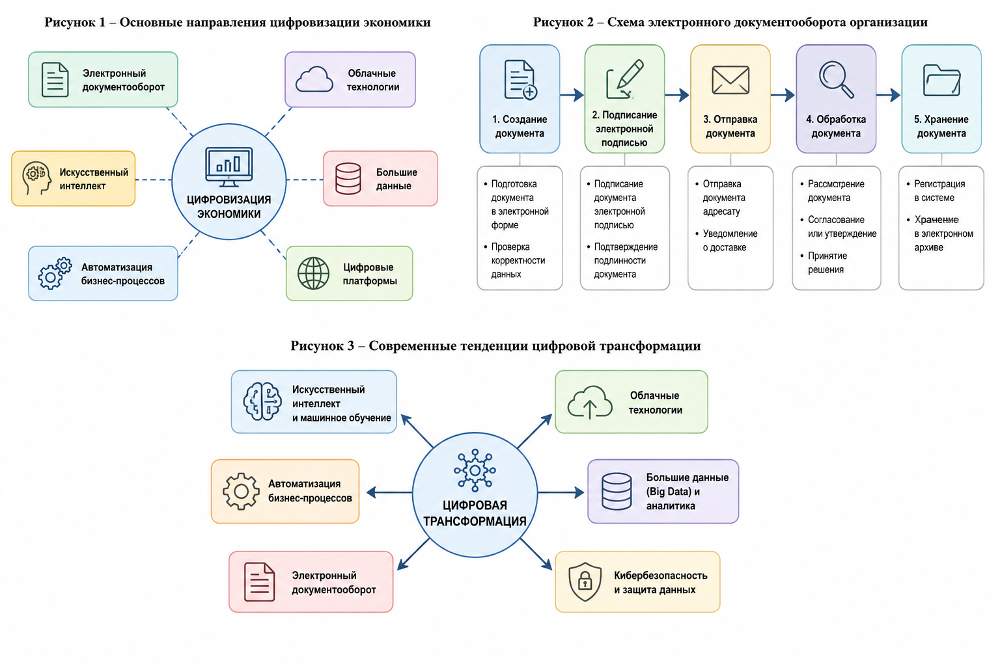 Рисунок 1 – Основные направления цифровизации экономики
Электронный
документооборот
Облачные
технологии
Искусственный
интеллект
ЦИФРОВИЗАЦИЯ
ЭКОНОМИКИ
Большие
данные
Автоматизация
бизнес-процессов
Цифровые
платформы
Рисунок 2 – Схема электронного документооборота организации
1. Создание
документа
2. Подписание
электронной
подписью
3. Отправка
документа
4. Обработка
документа
5. Хранение
документа
• Подготовка
документа
в электронной
форме
• Проверка
корректности
данных
• Подписание
документа
электронной
подписью
• Подтверждение
подлинности
документа
• Отправка
документа
адресату
• Уведомление
о доставке
• Рассмотрение
документа
• Согласование
или утверждение
• Принятие
решения
• Регистрация
в системе
• Хранение
в электронном
архиве
Рисунок 3 – Современные тенденции цифровой трансформации
Искусственный
интеллект
и машинное обучение
Облачные
технологии
Автоматизация
бизнес-процессов
ЦИФРОВАЯ
ТРАНСФОРМАЦИЯ
Большие данные
(Big Data) и
аналитика
Электронный
документооборот
Кибербезопасность
и защита данных